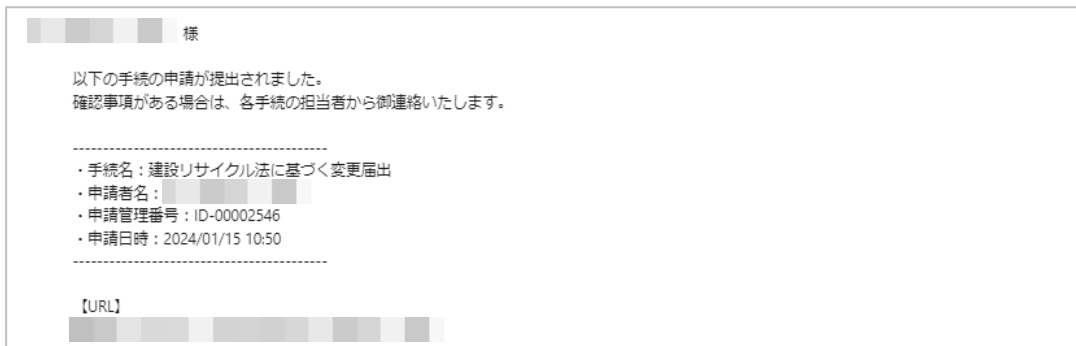 様
以下の手続の申請が提出されました。
確認事項がある場合は、各手続の担当者から御連絡いたします。
------------------------------------------
・手続名：建設リサイクル法に基づく変更届出
・申請者名：
・申請管理番号：ID-00002546
・申請日時：2024/01/15 10:50
------------------------------------------
【URL】